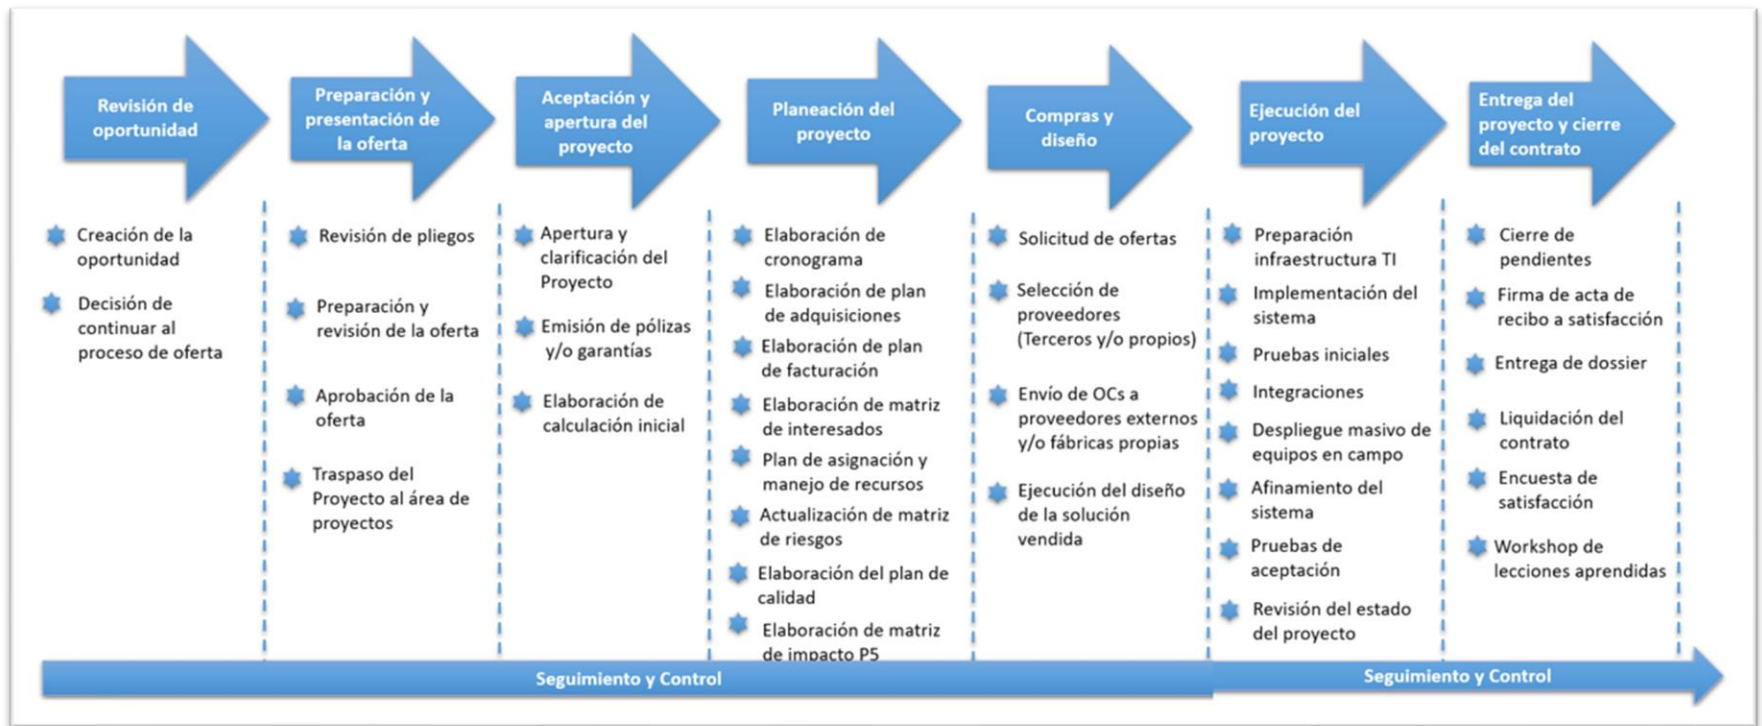 Revisión de
oportunidad
Preparación y
presentación de
la oferta
Aceptación y
apertura del
proyecto
Planeación del
proyecto
Compras y
diseño
Ejecución del
proyecto
Entrega del
proyecto y cierre
del contrato
Creación de la
oportunidad
Decisión de
continuar al
proceso de oferta
Revisión de pliegos
Preparación y
revisión de la oferta
Aprobación de la
oferta
Traspaso del
Proyecto al área de
proyectos
Apertura y
clarificación del
Proyecto
Emisión de pólizas
y/o garantías
Elaboración de
calculación inicial
Elaboración de
cronograma
Elaboración de plan
de adquisiciones
Elaboración de plan
de facturación
Elaboración de matriz
de interesados
Plan de asignación y
manejo de recursos
Actualización de matriz
de riesgos
Elaboración del plan de
calidad
Elaboración de matriz
de impacto P5
Solicitud de ofertas
Selección de
proveedores
(Terceros y/o propios)
Envío de OCs a
proveedores externos
y/o fábricas propias
Ejecución del diseño
de la solución
vendida
Preparación
infraestructura TI
Implementación del
sistema
Pruebas iniciales
Integraciones
Despliegue masivo de
equipos en campo
Afinamiento del
sistema
Pruebas de
aceptación
Revisión del estado
del proyecto
Cierre de
pendientes
Firma de acta de
recibo a satisfacción
Entrega de dossier
Liquidación del
contrato
Encuesta de
satisfacción
Workshop de
lecciones aprendidas
Seguimiento y Control
Seguimiento y Control